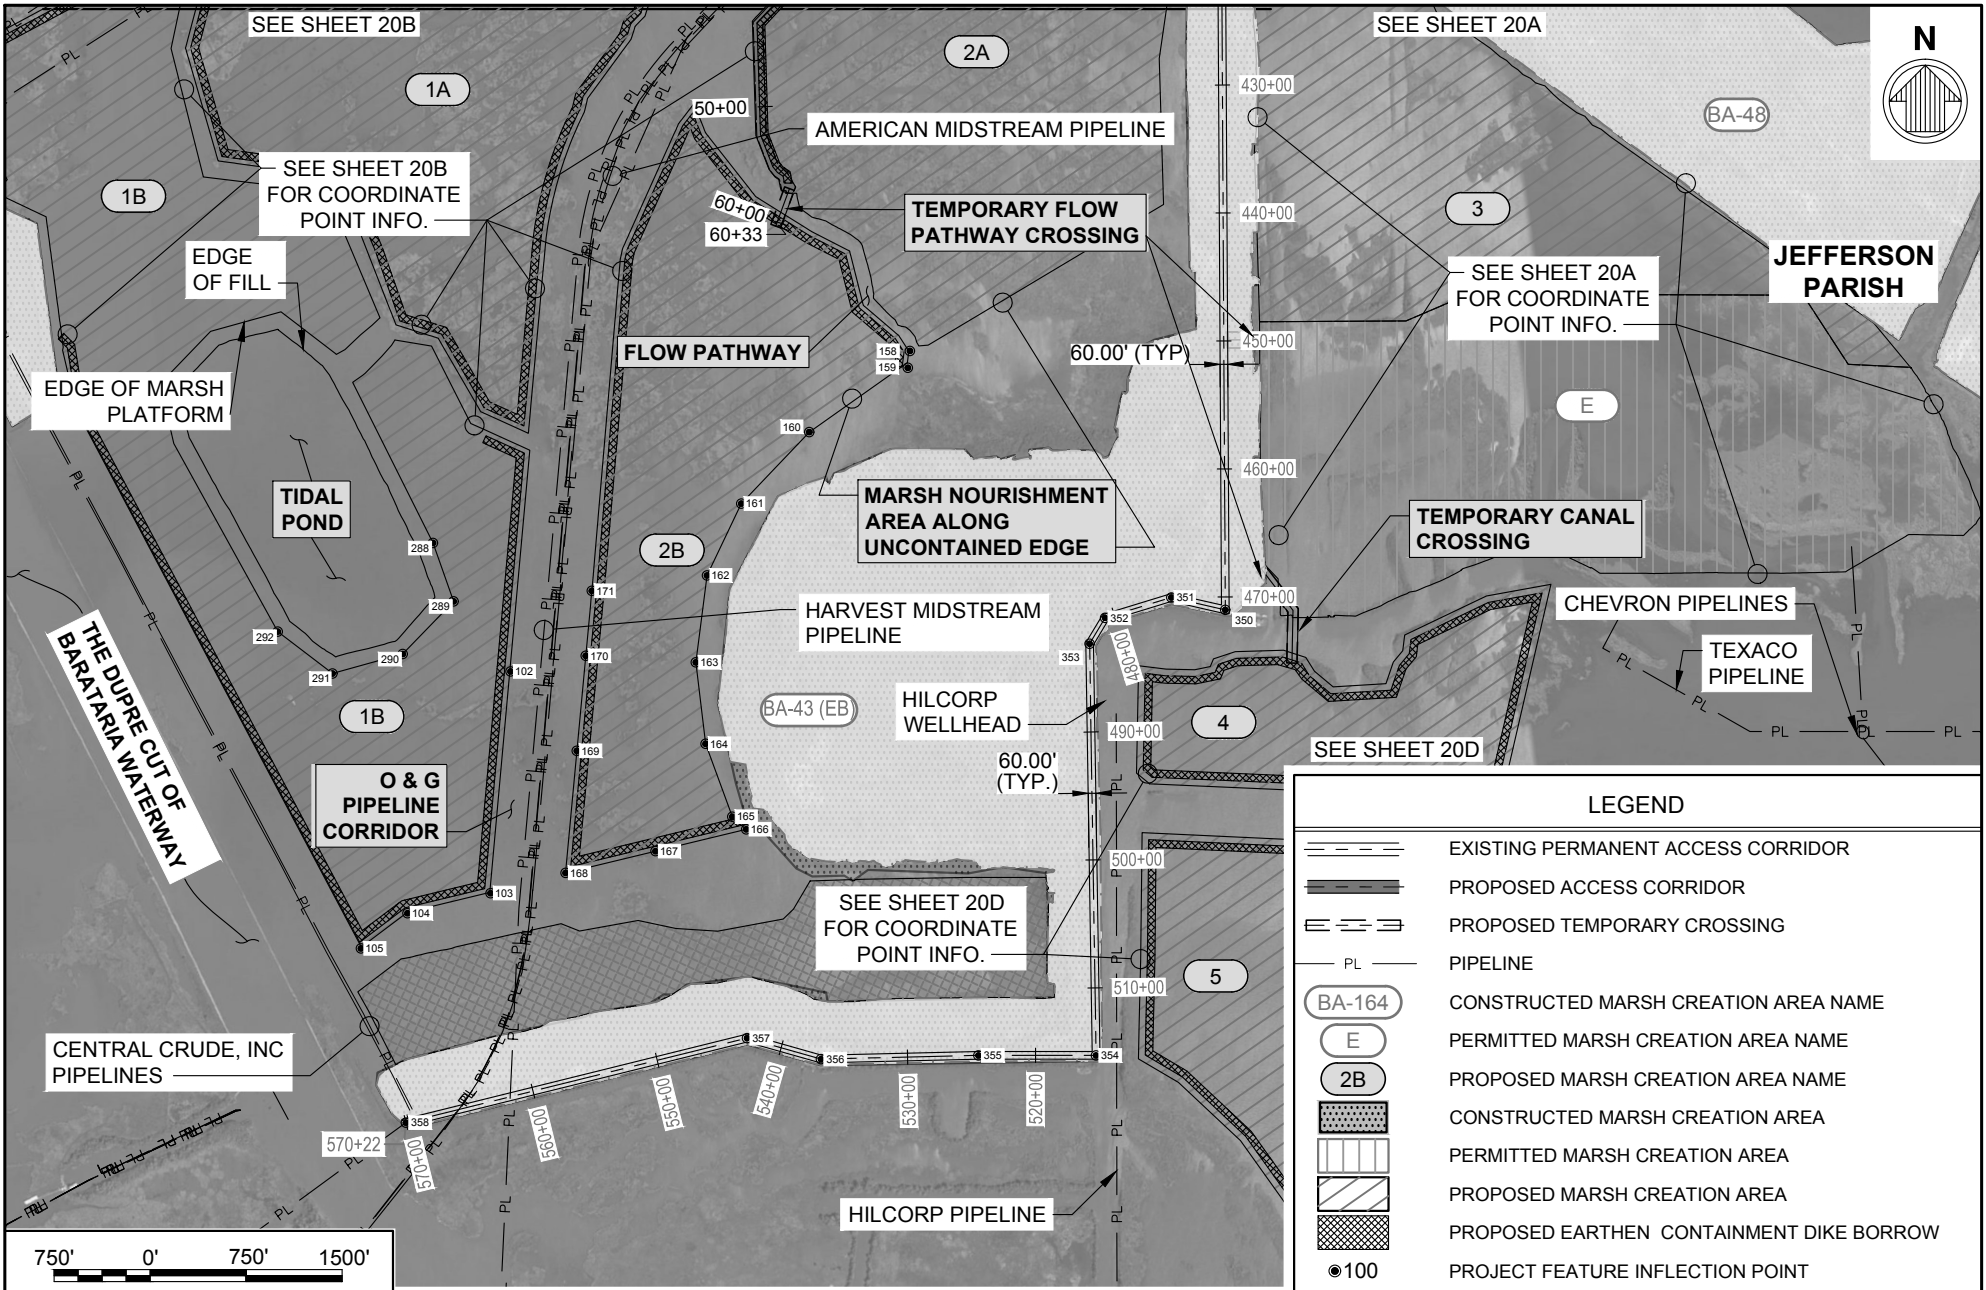 SEE SHEET 20B
SEE SHEET 20A
N
2A
1A
430+00
BA-48
50+00
AMERICAN MIDSTREAM PIPELINE
SEE SHEET 20B
FOR COORDINATE
POINT INFO.
1B
60+00
60+33
TEMPORARY FLOW
PATHWAY CROSSING
440+00
3
JEFFERSON
PARISH
EDGE
OF FILL
SEE SHEET 20A
FOR COORDINATE
POINT INFO.
FLOW PATHWAY
158
159
60.00' (TYP)
450+00
EDGE OF MARSH
PLATFORM
160
E
460+00
TIDAL
POND
161
MARSH NOURISHMENT
AREA ALONG
UNCONTAINED EDGE
TEMPORARY CANAL
CROSSING
288
2B
162
289
171
HARVEST MIDSTREAM
PIPELINE
351
352
350
470+00
CHEVRON PIPELINES
292
290
291
102
170
163
353
480+00
TEXACO
PIPELINE
THE DUPRE CUT OF
BARATARIA WATERWAY
1B
BA-43 (EB)
HILCORP
WELLHEAD
4
490+00
169
164
SEE SHEET 20D
60.00'
(TYP.)
O & G
PIPELINE
CORRIDOR
165
166
167
168
500+00
103
104
105
SEE SHEET 20D
FOR COORDINATE
POINT INFO.
5
510+00
CENTRAL CRUDE, INC
PIPELINES
357
356
355
354
358
570+22
570+00
560+00
550+00
540+00
530+00
520+00
HILCORP PIPELINE
PL
PL
PL
PL
PL
PL
PL
PL
PL
PL
PL
PL
750' 0' 750' 1500'
LEGEND
EXISTING PERMANENT ACCESS CORRIDOR
PROPOSED ACCESS CORRIDOR
PROPOSED TEMPORARY CROSSING
PL PIPELINE
BA-164 CONSTRUCTED MARSH CREATION AREA NAME
E PERMITTED MARSH CREATION AREA NAME
2B PROPOSED MARSH CREATION AREA NAME
CONSTRUCTED MARSH CREATION AREA
PERMITTED MARSH CREATION AREA
PROPOSED MARSH CREATION AREA
PROPOSED EARTHEN CONTAINMENT DIKE BORROW
100 PROJECT FEATURE INFLECTION POINT